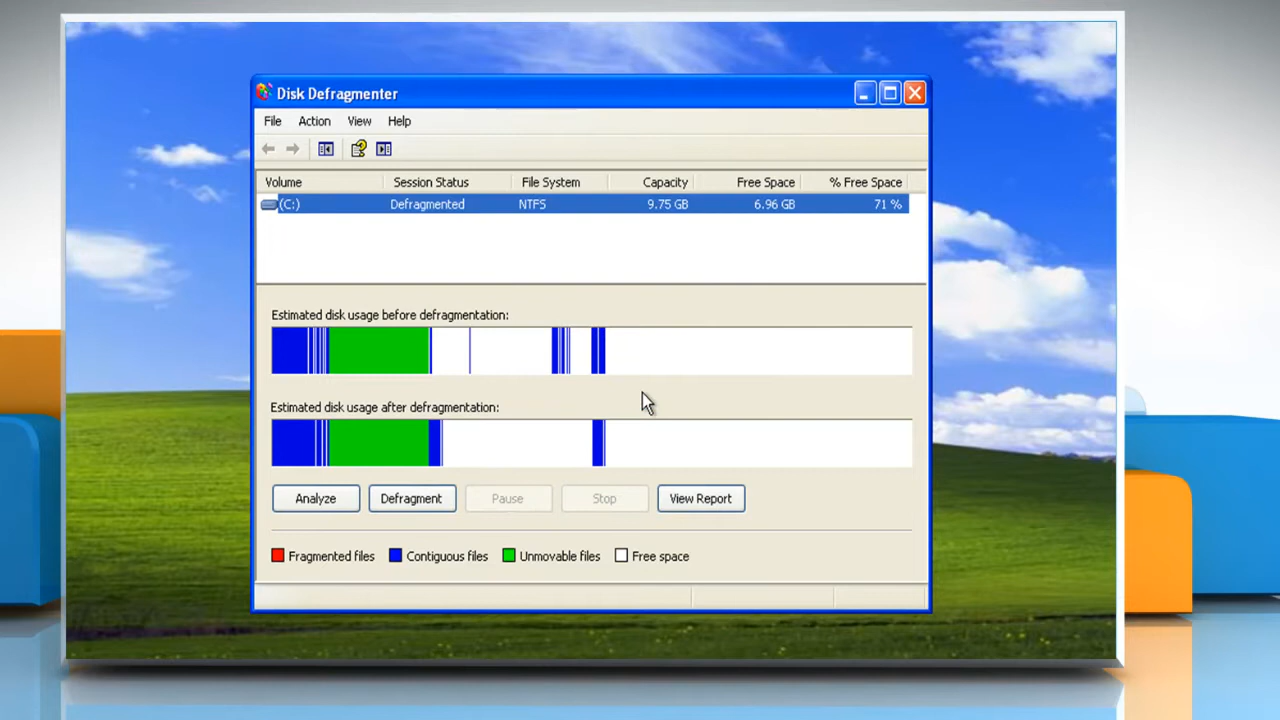 Disk Defragmenter
File Action View Help
Volume Session Status File System Capacity Free Space % Free Space
(C:) Defragmented NTFS 9.75 GB 6.96 GB 71 %
Estimated disk usage before defragmentation:
Estimated disk usage after defragmentation:
Analyze Defragment Pause Stop View Report
Fragmented files Contiguous files Unmovable files Free space